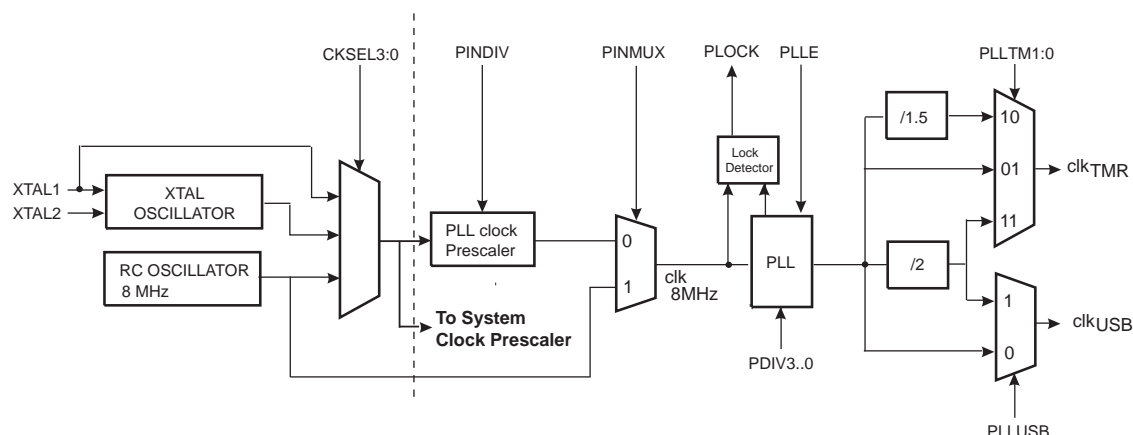 CKSEL3:0
PINDIV
PINMUX
PLOCK
PLLE
PLLTM1:0
/1.5
10
Lock
Detector
01
clkTMR
XTAL1
XTAL2
XTAL
OSCILLATOR
11
PLL clock
Prescaler
0
RC OSCILLATOR
8 MHz
1
clk
8MHz
PLL
/2
1
To System
Clock Prescaler
clkUSB
0
PDIV3..0
PLLUSB